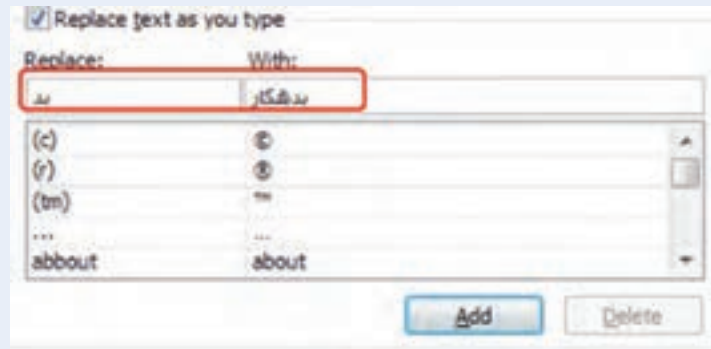 Replace text as you type
Replace: With:
بد بدهکار
(c) ©
(r) ®
(tm) ™
... ...
abbout about
Add Delete